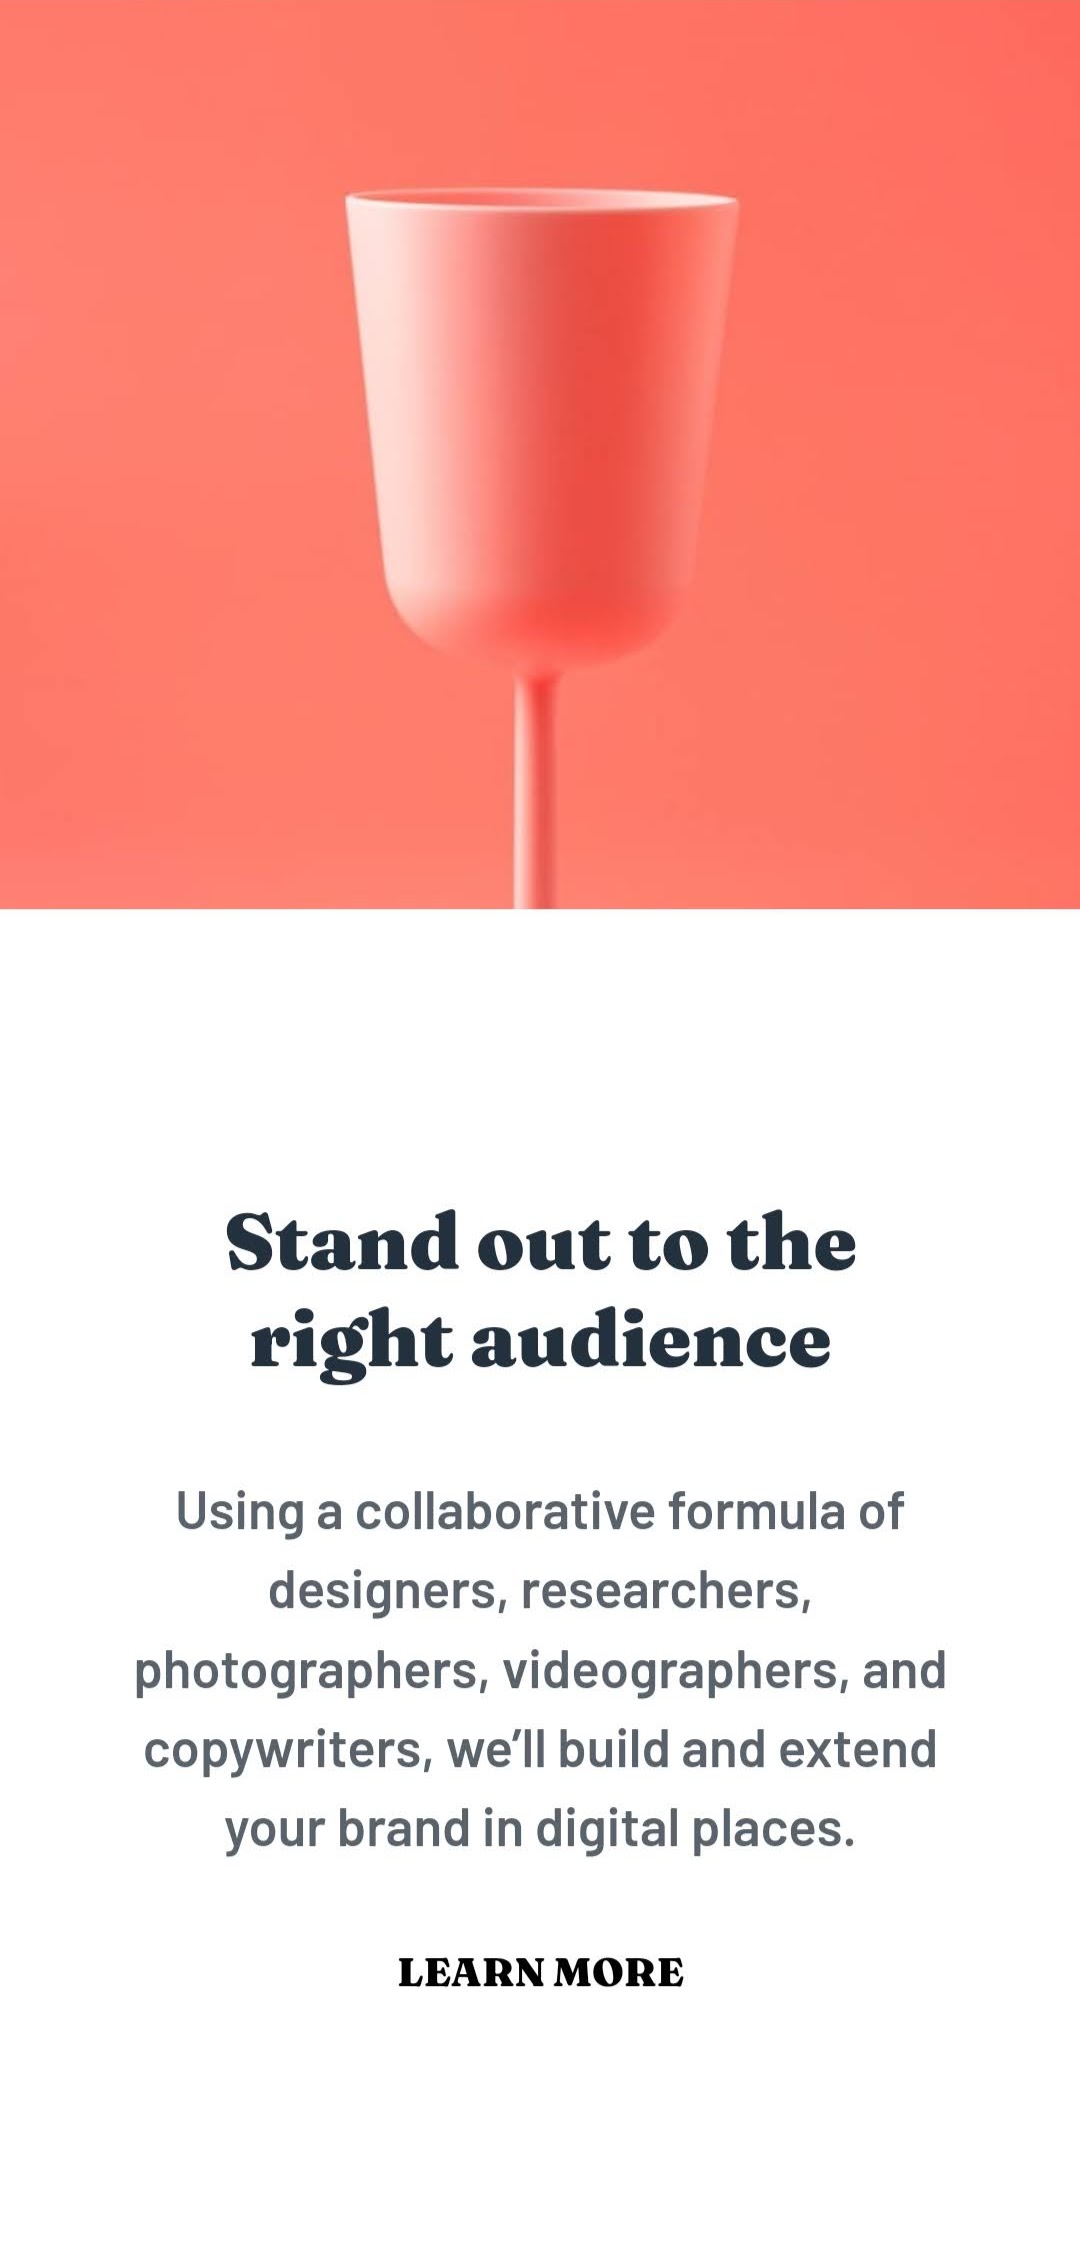 Stand out to the
right audience
Using a collaborative formula of
designers, researchers,
photographers, videographers, and
copywriters, we’ll build and extend
your brand in digital places.
LEARN MORE